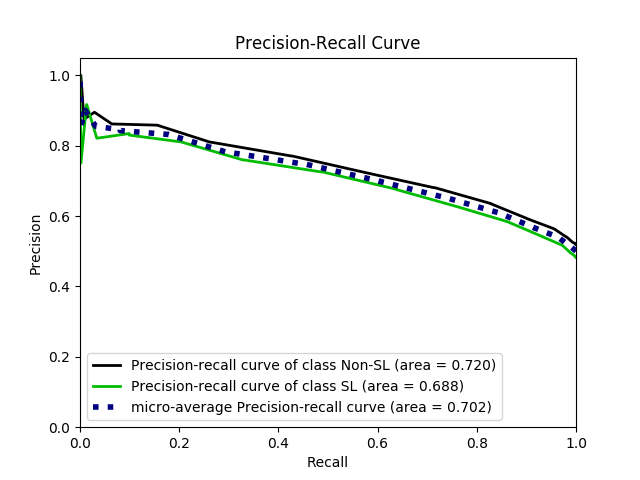 Precision-Recall Curve
Precision
1.0
0.8
0.6
0.4
0.2
0.0
Precision-recall curve of class Non-SL (area = 0.720)
Precision-recall curve of class SL (area = 0.688)
micro-average Precision-recall curve (area = 0.702)
0.0 0.2 0.4 0.6 0.8 1.0
Recall